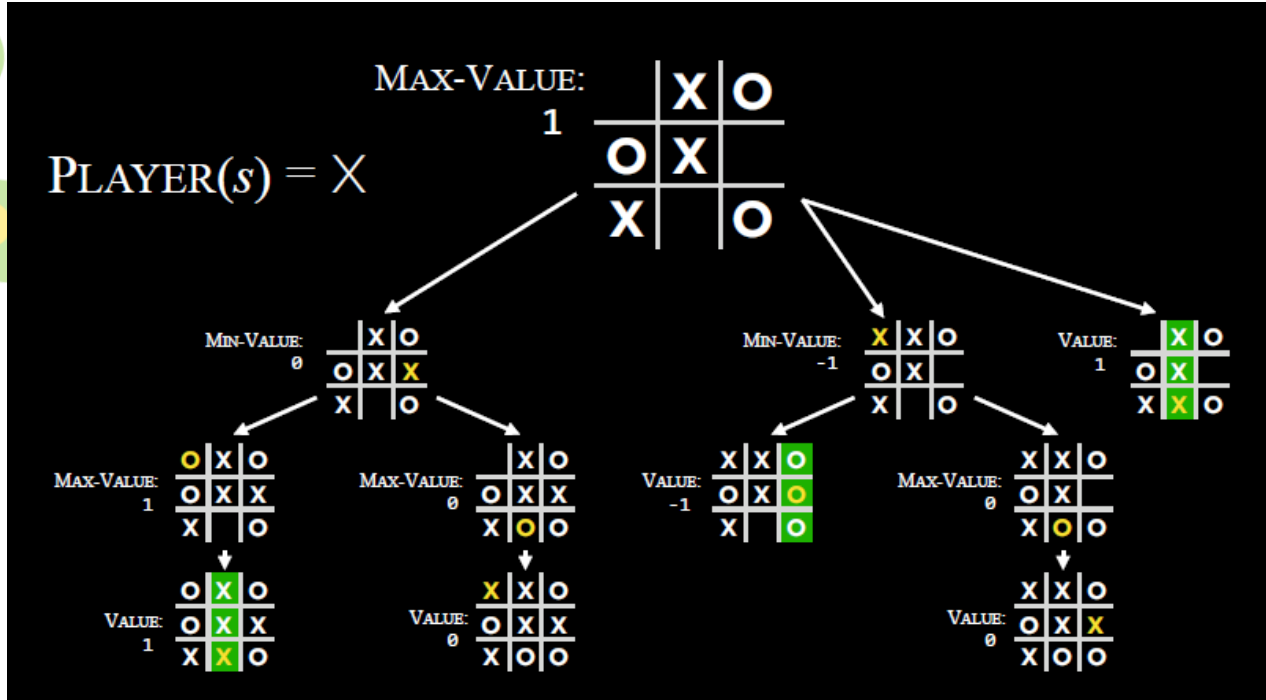 MAX-VALUE:
1
X O
O X
X O
PLAYER(s) = X
MIN-VALUE:
0
X O
O X X
X O
MIN-VALUE:
-1
X X O
O X
X O
VALUE:
1
X O
O X
X X O
MAX-VALUE:
1
O X O
O X X
X O
MAX-VALUE:
0
X O
O X X
X O O
VALUE:
-1
X X O
O X O
X O
MAX-VALUE:
0
X X O
O X
X O O
VALUE:
1
O X O
O X X
X X O
VALUE:
0
X X O
O X X
X O O
VALUE:
0
X X O
O X X
X O O